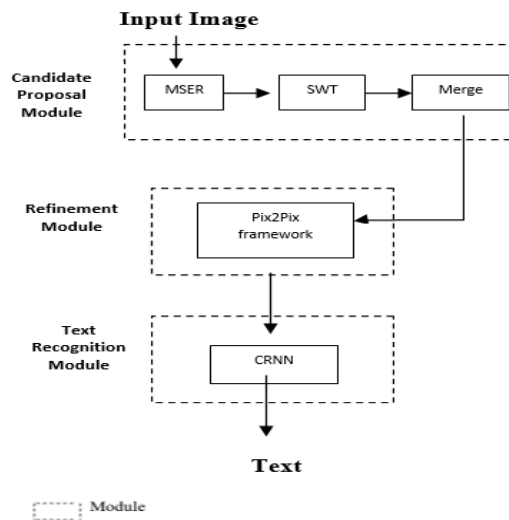 Input Image
Candidate
Proposal
Module
MSER
SWT
Merge
Refinement
Module
Pix2Pix
framework
Text
Recognition
Module
CRNN
Text
Module